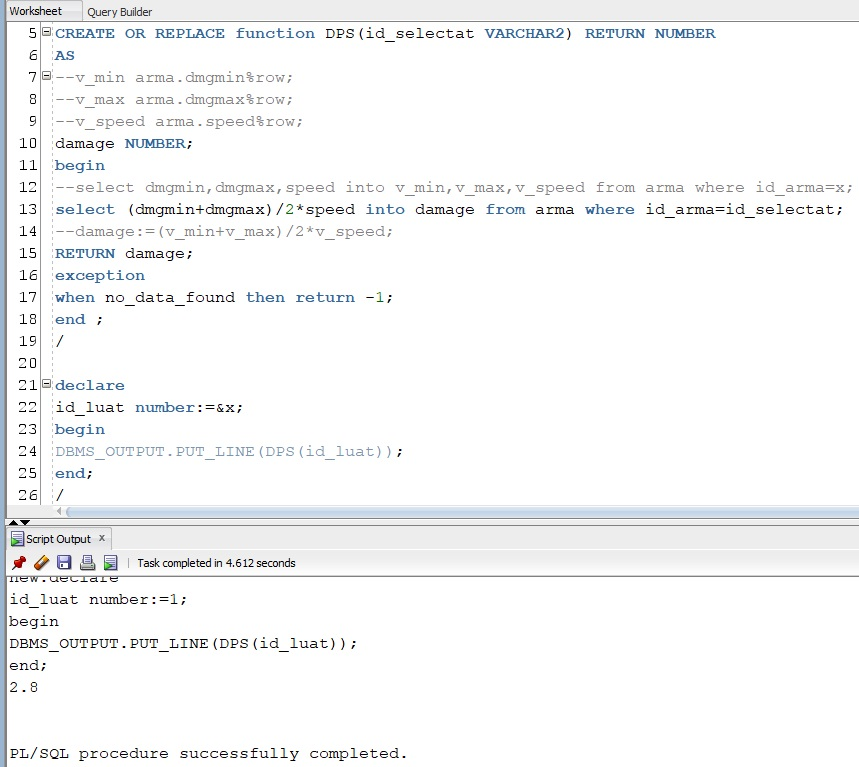 Worksheet Query Builder
5 CREATE OR REPLACE function DPS(id_selectat VARCHAR2) RETURN NUMBER
6 AS
7 --v_min arma.dmgmin%row;
8 --v_max arma.dmgmax%row;
9 --v_speed arma.speed%row;
10 damage NUMBER;
11 begin
12 --select dmgmin,dmgmax,speed into v_min,v_max,v_speed from arma where id_arma=x;
13 select (dmgmin+dmgmax)/2*speed into damage from arma where id_arma=id_selectat;
14 --damage:=(v_min+v_max)/2*v_speed;
15 RETURN damage;
16 exception
17 when no_data_found then return -1;
18 end ;
19 /
20
21 declare
22 id_luat number:=&x;
23 begin
24 DBMS_OUTPUT.PUT_LINE(DPS(id_luat));
25 end;
26 /
Script Output x
Task completed in 4.612 seconds
new:declare
id_luat number:=1;
begin
DBMS_OUTPUT.PUT_LINE(DPS(id_luat));
end;
2.8
PL/SQL procedure successfully completed.